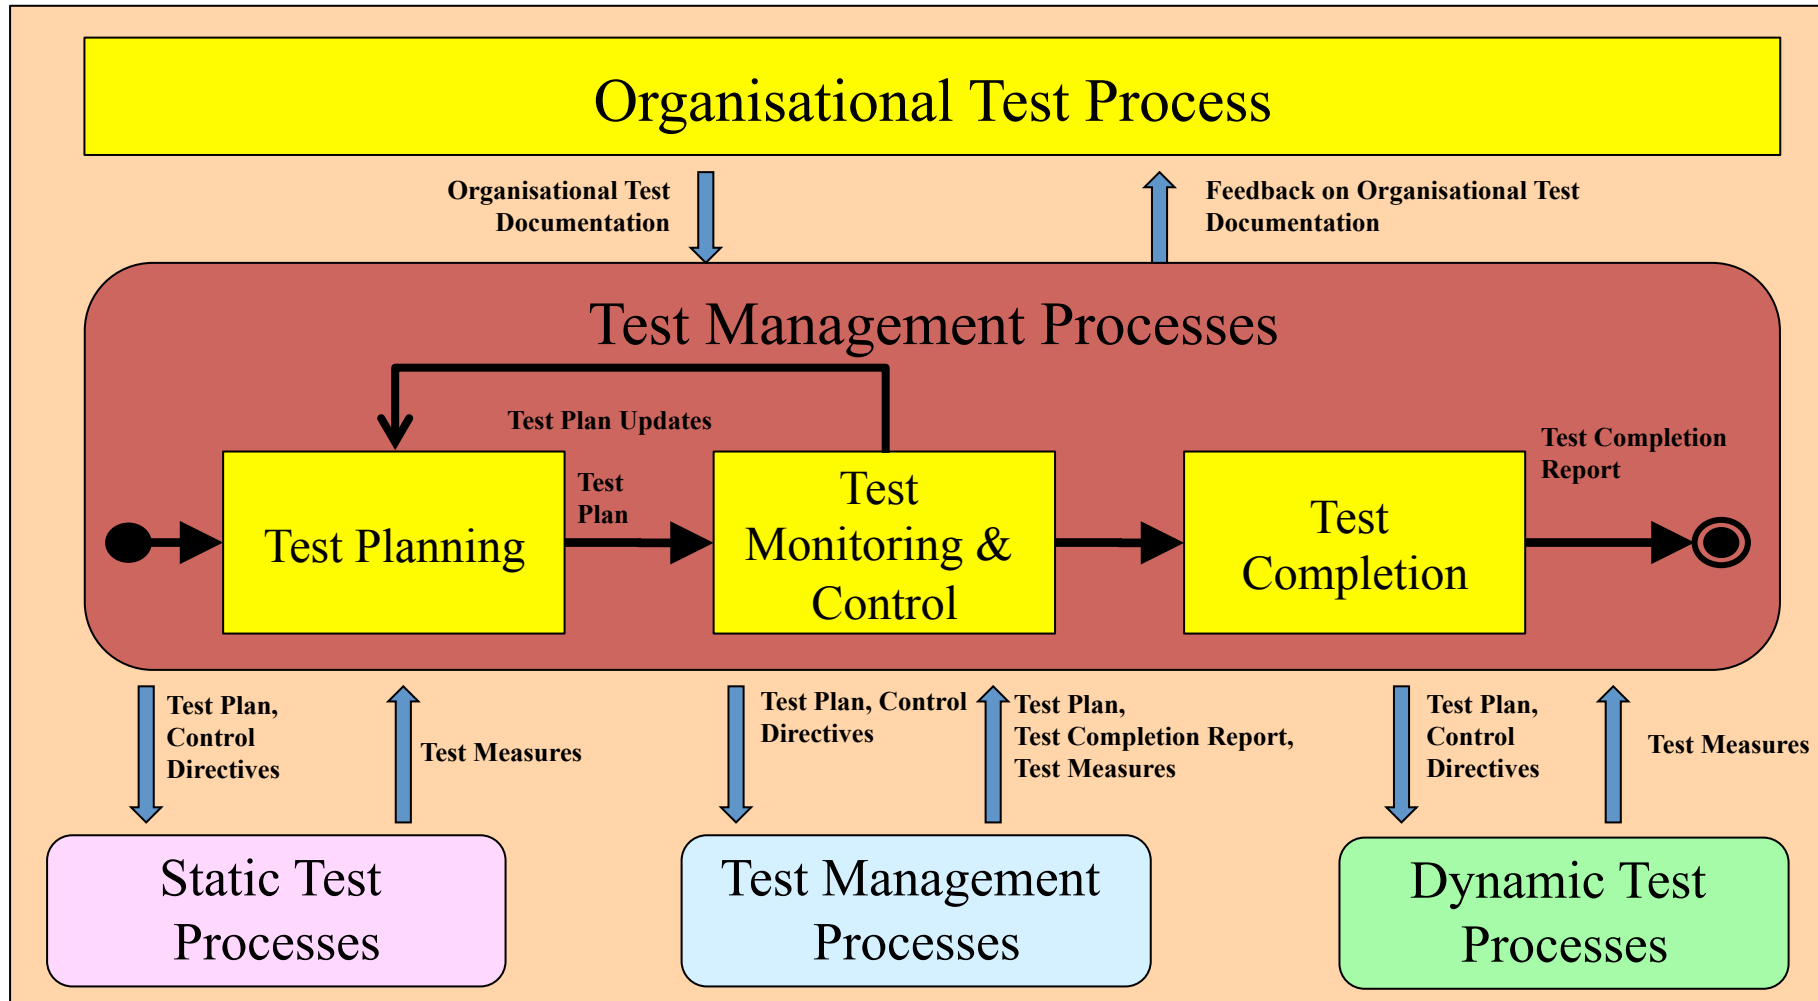 Organisational Test Process
Organisational Test
Documentation
Feedback on Organisational Test
Documentation
Test Management Processes
Test Plan Updates
Test Completion
Report
Test
Plan
Test Planning
Test
Monitoring &
Control
Test
Completion
Test Plan,
Control
Directives
Test Measures
Test Plan, Control
Directives
Test Plan,
Test Completion Report,
Test Measures
Test Plan,
Control
Directives
Test Measures
Static Test
Processes
Test Management
Processes
Dynamic Test
Processes